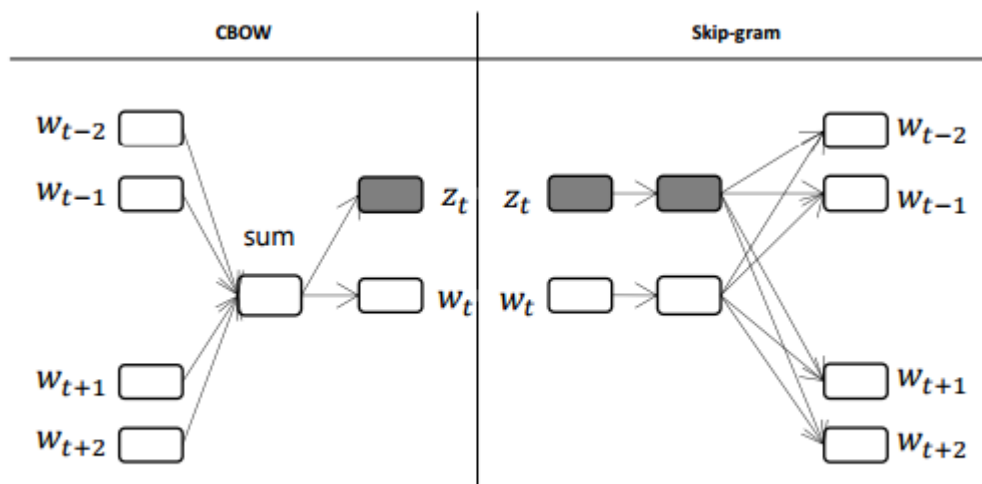 CBOW
w_{t-2}
w_{t-1}
sum
z_t
w_t
w_{t+1}
w_{t+2}
Skip-gram
z_t
w_t
w_{t-2}
w_{t-1}
w_{t+1}
w_{t+2}